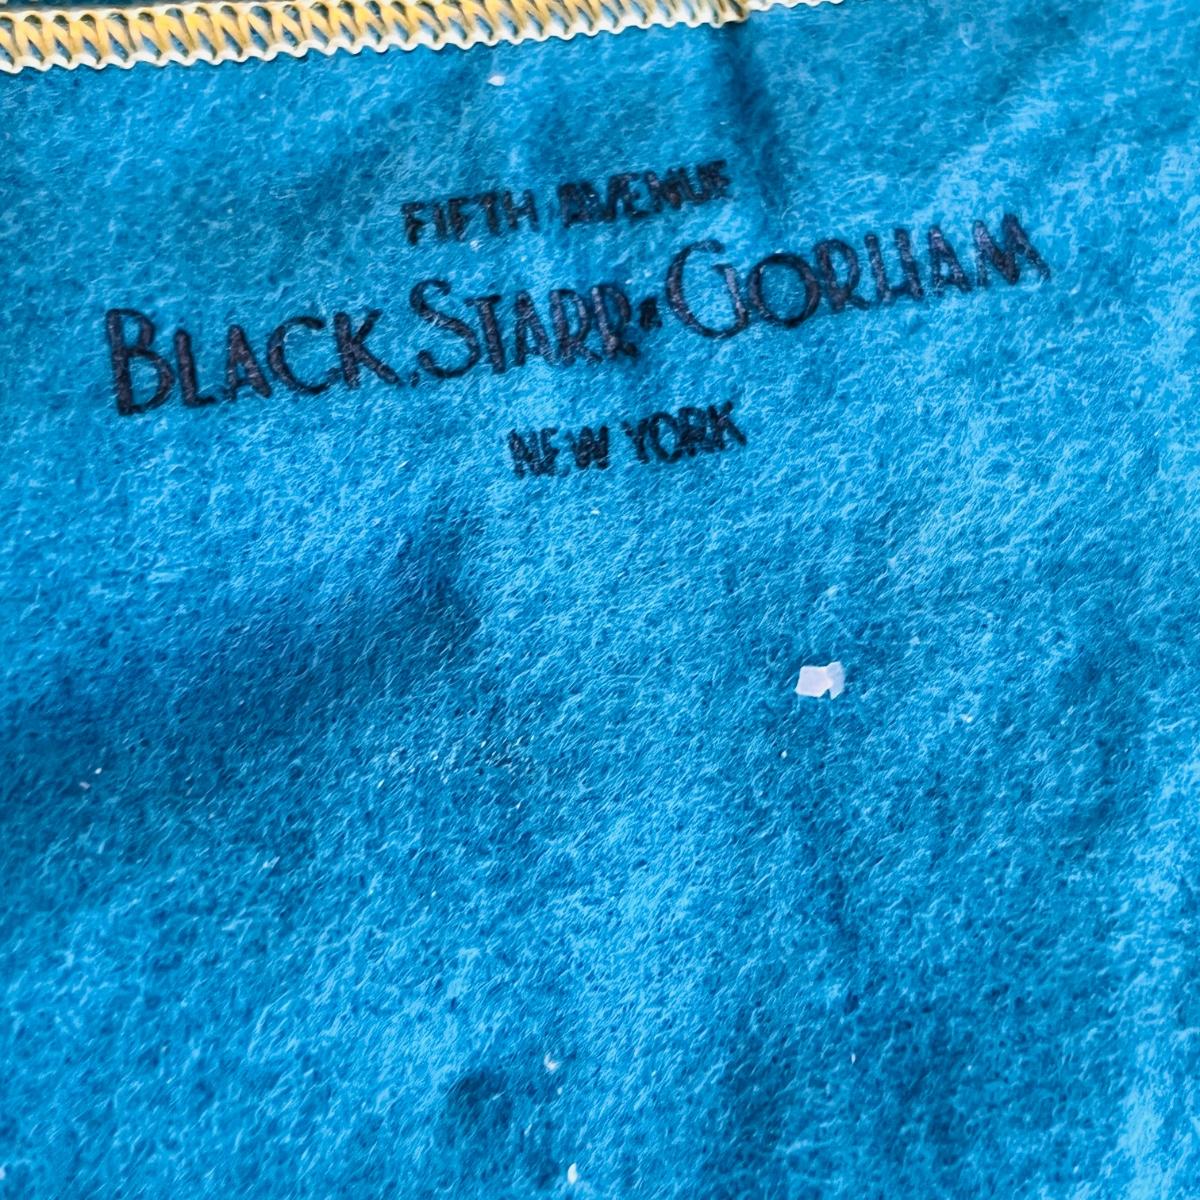 FIFTH AVENUE
BLACK, STARR & GORHAM
NEW YORK